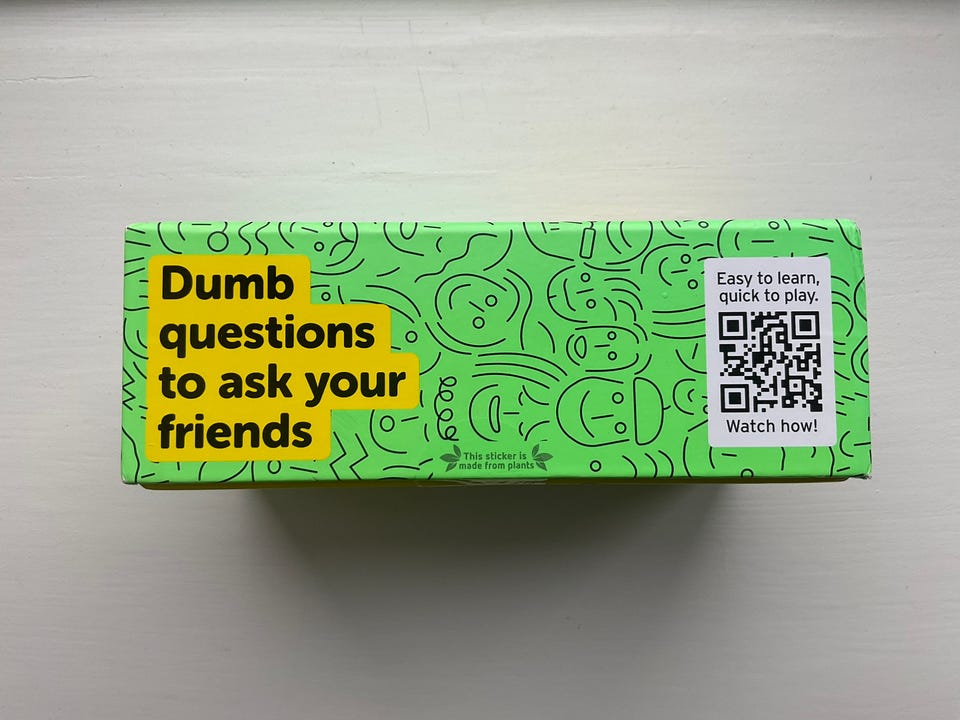 Dumb
questions
to ask your
friends
This sticker is
made from plants
Easy to learn,
quick to play.
Watch how!